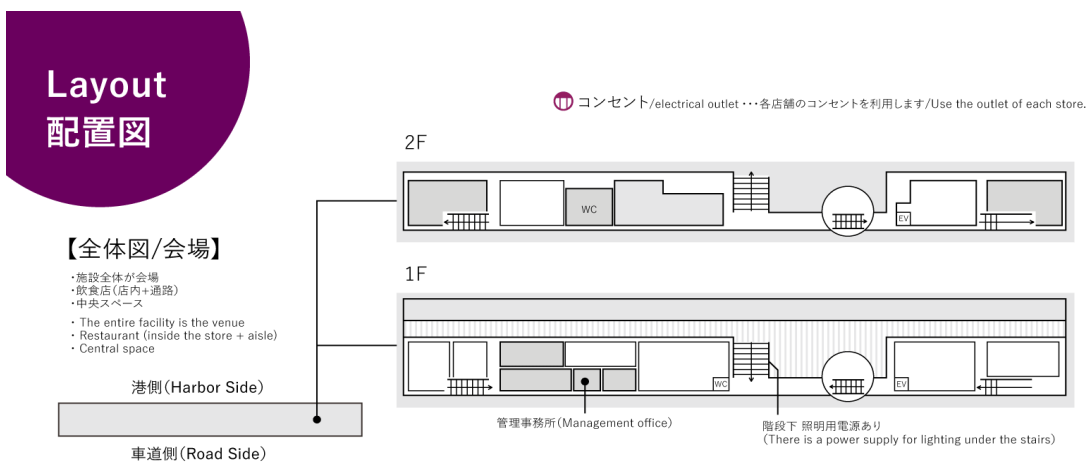 Layout
配置図
コンセント/electrical outlet ･･･各店舗のコンセントを利用します/Use the outlet of each store.
2F
WC
EV
【全体図/会場】
・施設全体が会場
・飲食店(店内+通路)
・中央スペース
・The entire facility is the venue
・Restaurant (inside the store + aisle)
・Central space
1F
WC
EV
港側(Harbor Side)
車道側(Road Side)
管理事務所(Management office)
階段下 照明用電源あり
(There is a power supply for lighting under the stairs)